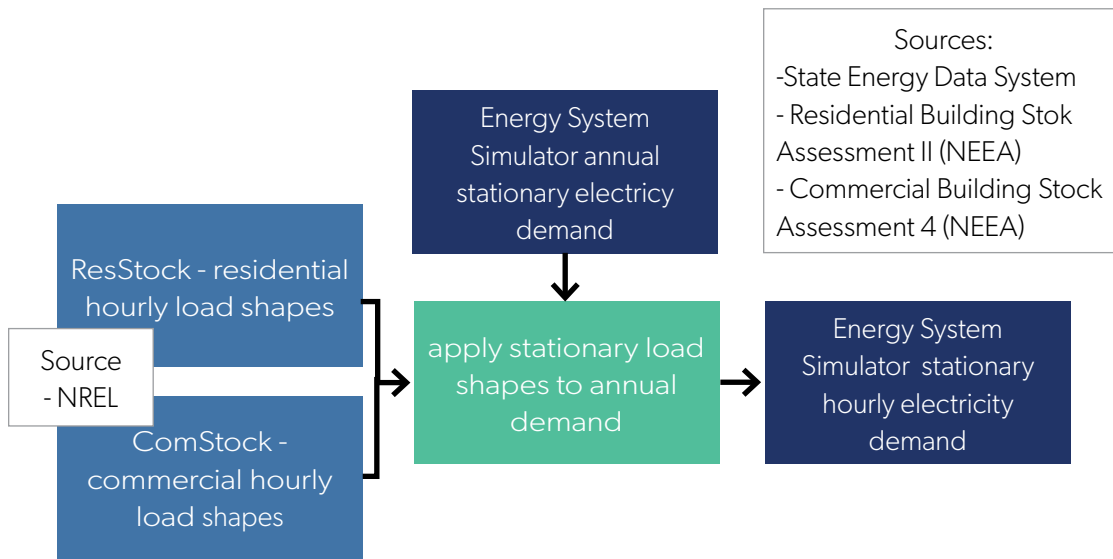 Sources:
-State Energy Data System
- Residential Building Stok
Assessment II (NEEA)
- Commercial Building Stock
Assessment 4 (NEEA)
Energy System
Simulator annual
stationary electricy
demand
ResStock - residential
hourly load shapes
Source
- NREL
ComStock -
commercial hourly
load shapes
apply stationary load
shapes to annual
demand
Energy System
Simulator stationary
hourly electricity
demand